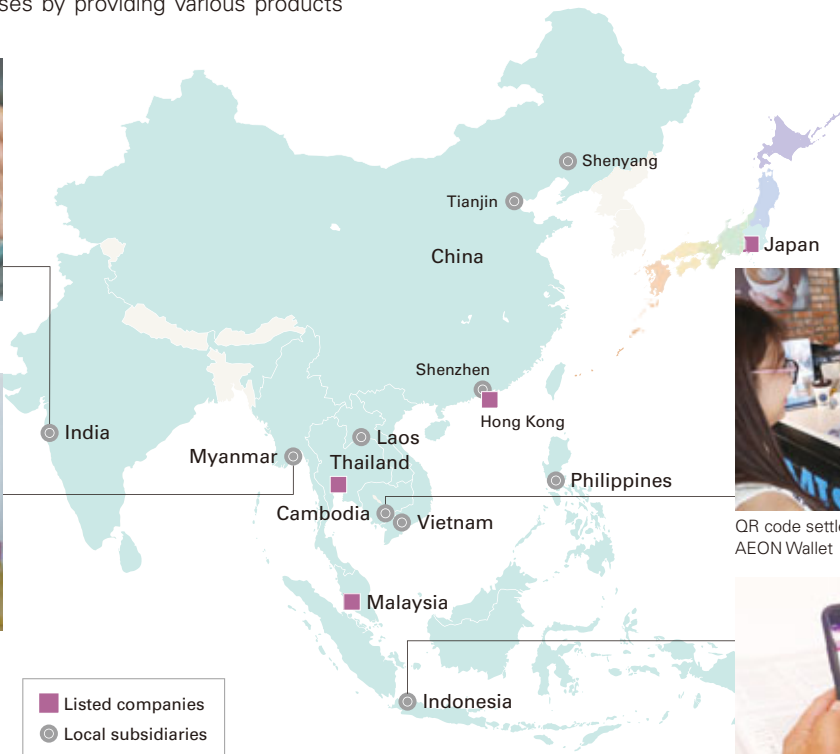 ses by providing various products
Shenyang
Tianjin
China
Japan
Shenzhen
Hong Kong
India
Laos
Myanmar
Thailand
Philippines
Cambodia
Vietnam
QR code settle
AEON Wallet
Malaysia
Indonesia
Listed companies
Local subsidiaries